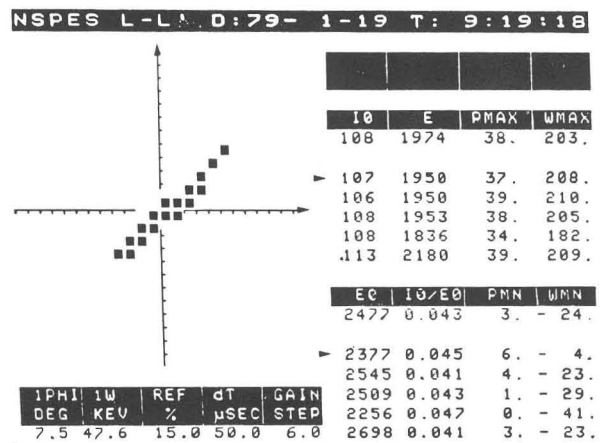 NSPES L-L D:79- 1-19 T: 9:19:18
I0 E PMAX WMAX
108 1974 38. 203.
107 1950 37. 208.
106 1950 39. 210.
108 1953 38. 205.
108 1836 34. 182.
.113 2180 39. 209.
E0 I0/E0 PMN WMN
2477 0.043 3. - 24.
2377 0.045 6. - 4.
2545 0.041 4. - 23.
2509 0.043 1. - 29.
2256 0.047 0. - 41.
2698 0.041 3. - 23.
1PHI 1W REF dT GAIN
DEG KEV % µSEC STEP
7.5 47.6 15.0 50.0 6.0